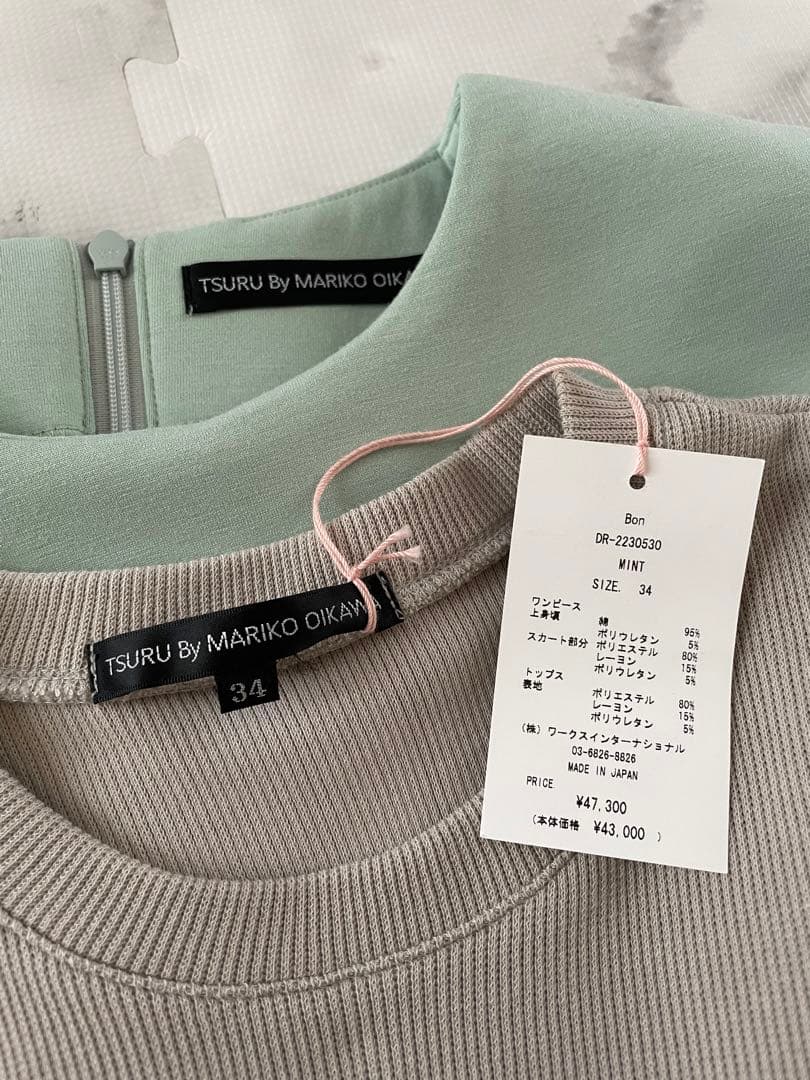 TSURU By MARIKO OIKA
TSURU By MARIKO OIKAWA
34
Bon
DR-2230530
MINT
SIZE. 34
ワンピース
上身頃 綿 95%
ポリウレタン 5%
スカート部分 ポリエステル 80%
レーヨン 15%
ポリウレタン 5%
トップス
表地 ポリエステル 80%
レーヨン 15%
ポリウレタン 5%
(株) ワークスインターナショナル
03-6826-8826
MADE IN JAPAN
PRICE
¥47,300
(本体価格 ¥43,000 )